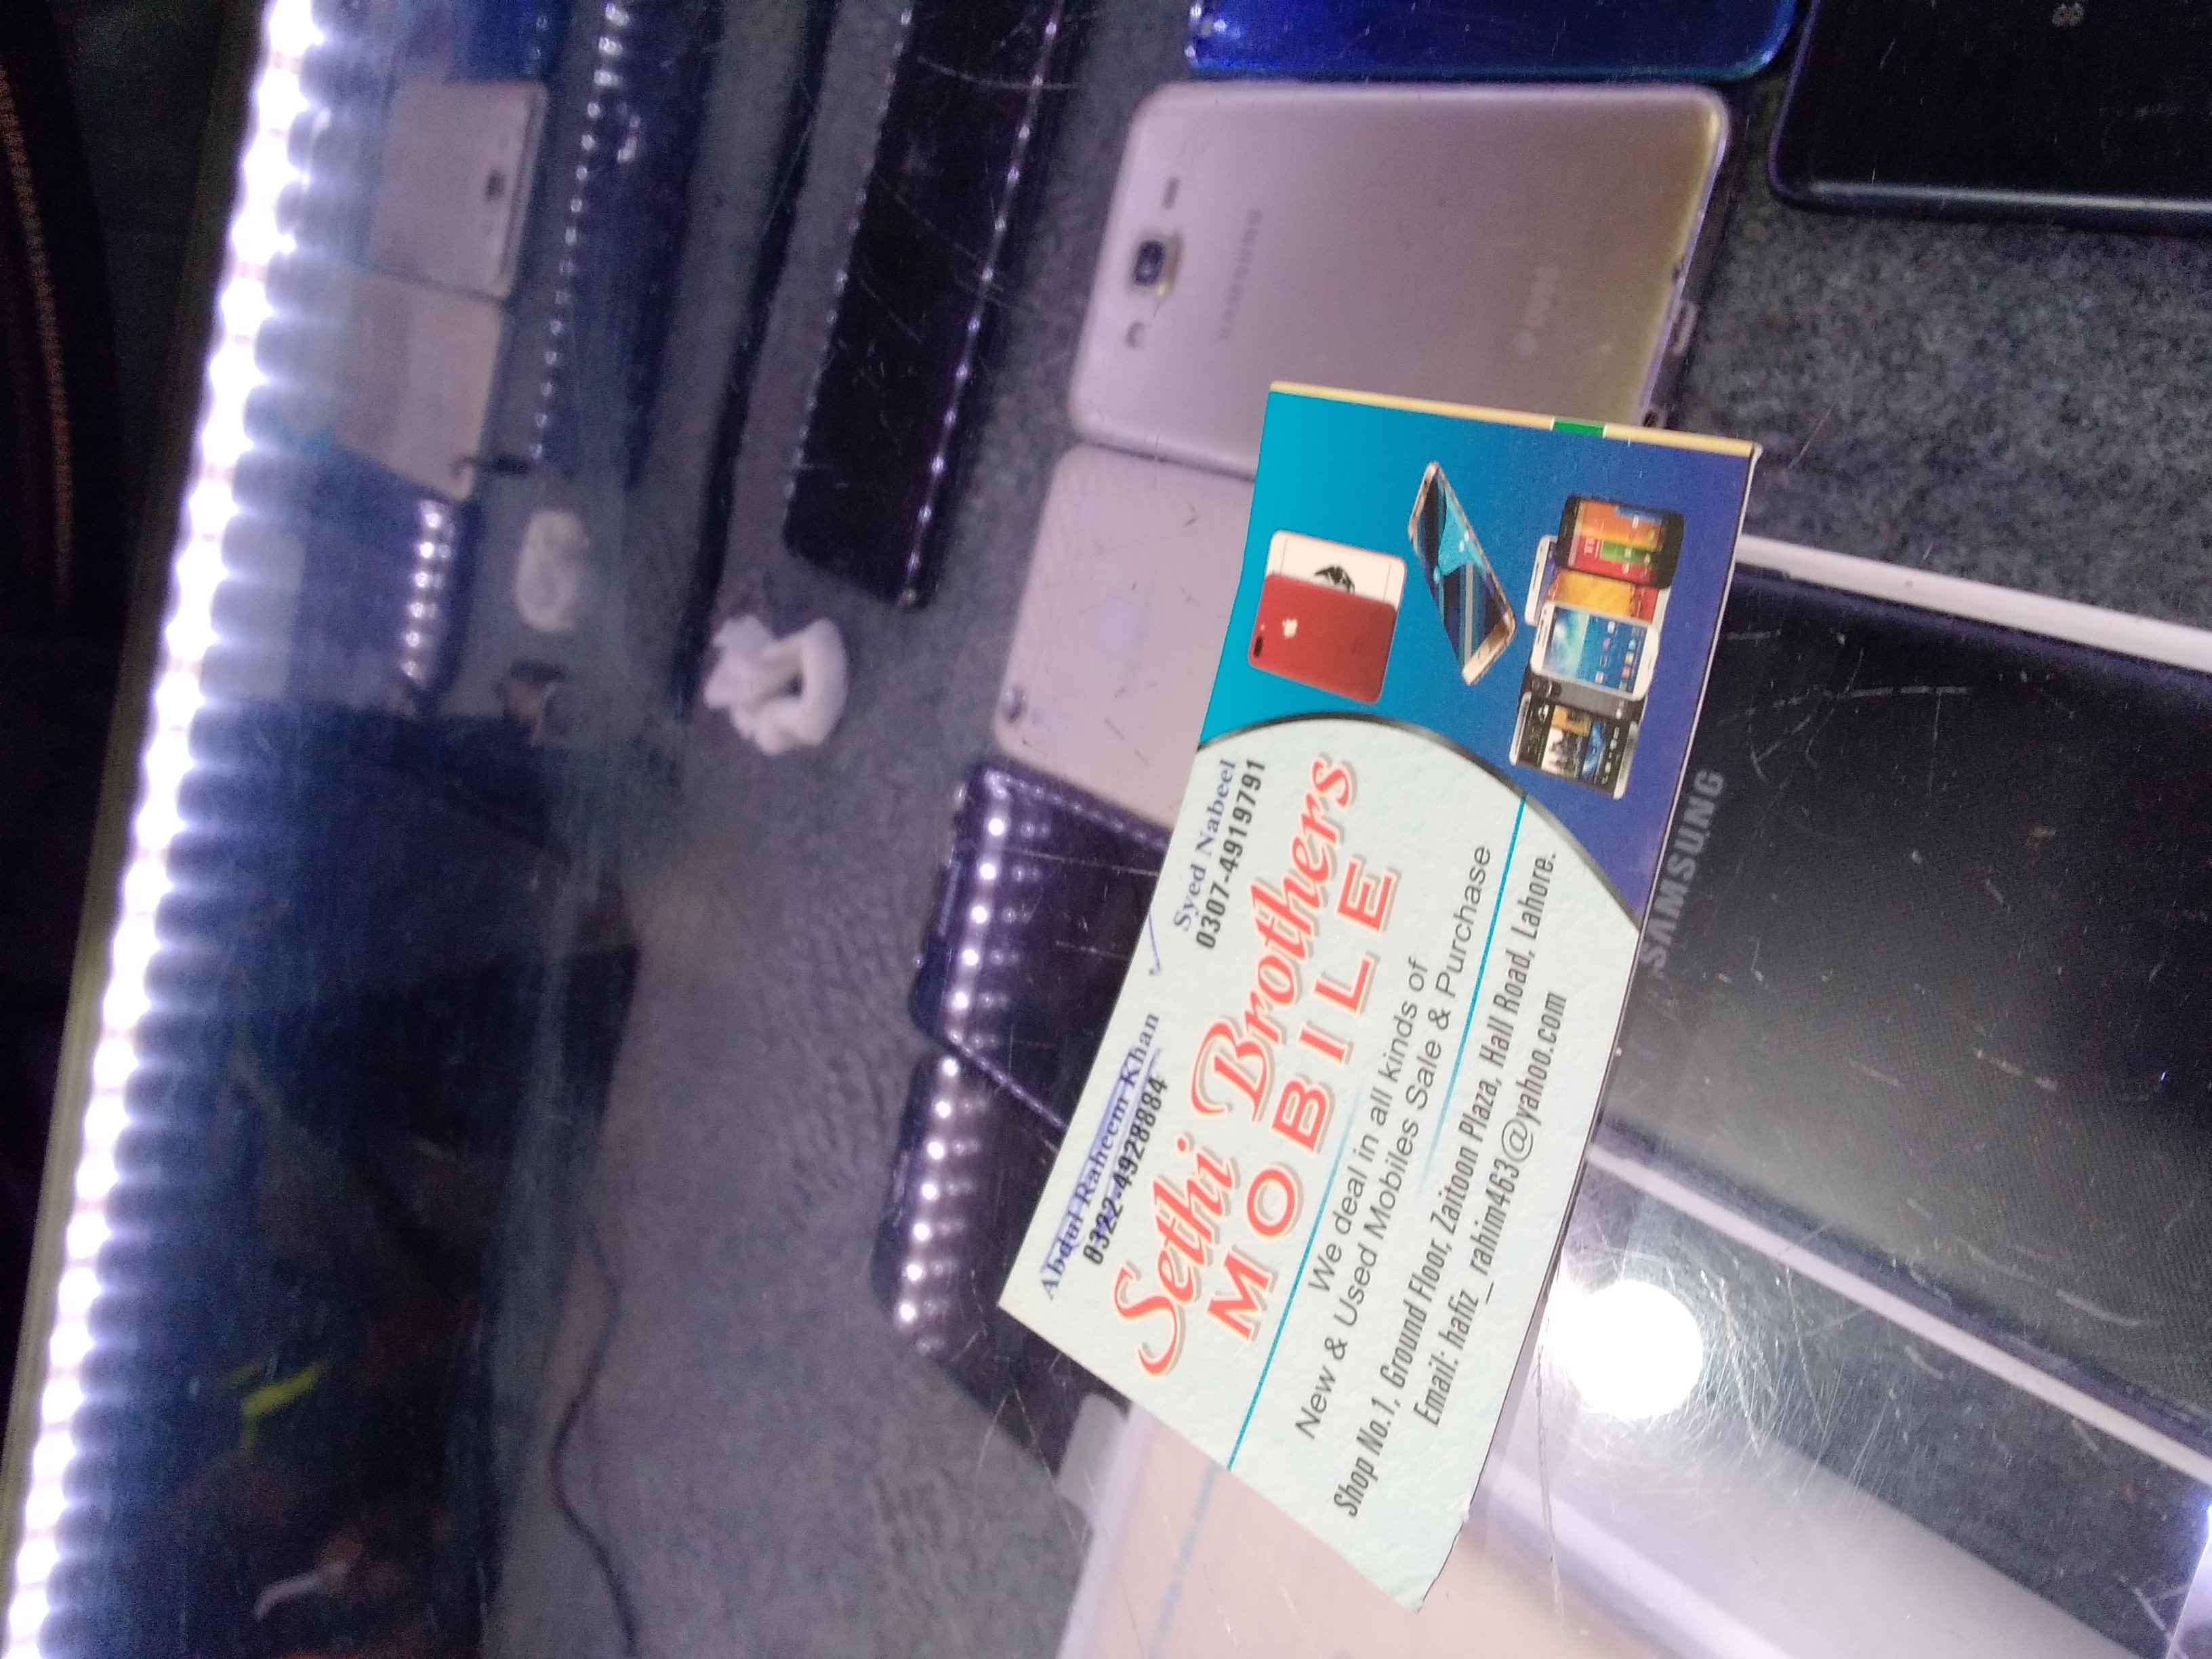 Abdul Raheem Khan
0322-4928884
Syed Nabeel
0307-4919791
Sethi Brothers
MOBILE
We deal in all kinds of
New & Used Mobiles Sale & Purchase
Shop No.1, Ground Floor, Zaitoon Plaza, Hall Road, Lahore.
Email: hafiz_rahim463@yahoo.com
SAMSUNG
SAMSUNG